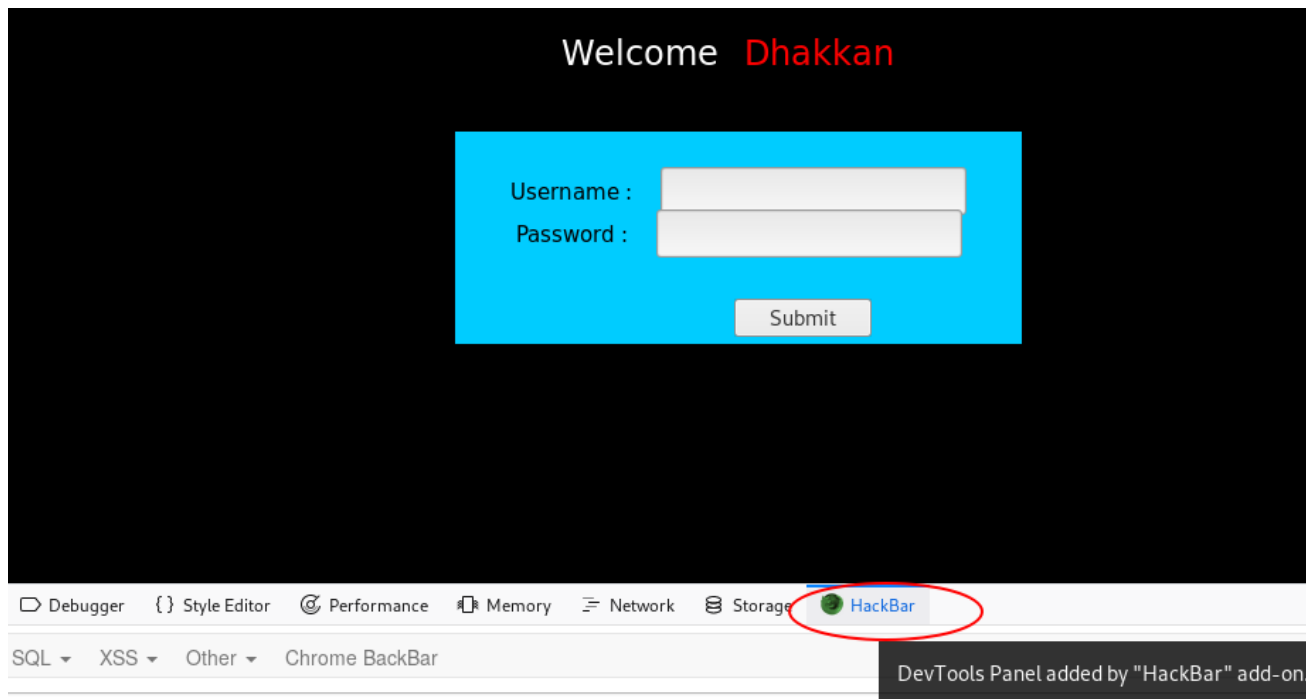 Welcome Dhakkan
Username :
Password :
Submit
Debugger {} Style Editor Performance Memory Network Storage HackBar
SQL XSS Other Chrome BackBar
DevTools Panel added by "HackBar" add-on.